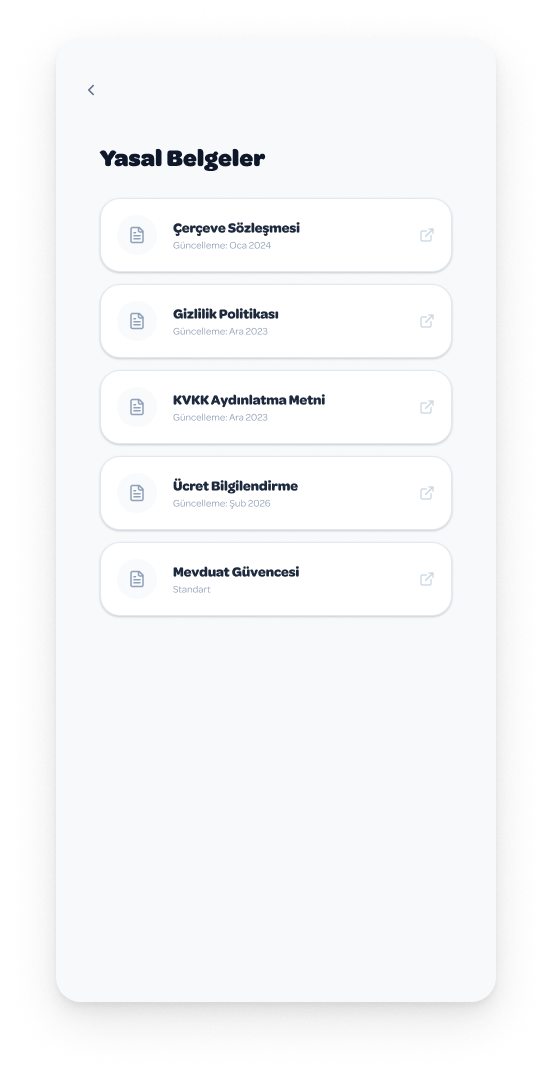 Yasal Belgeler
Çerçeve Sözleşmesi
Güncelleme: Oca 2024
Gizlilik Politikası
Güncelleme: Ara 2023
KVKK Aydınlatma Metni
Güncelleme: Ara 2023
Ücret Bilgilendirme
Güncelleme: Şub 2026
Mevduat Güvencesi
Standart